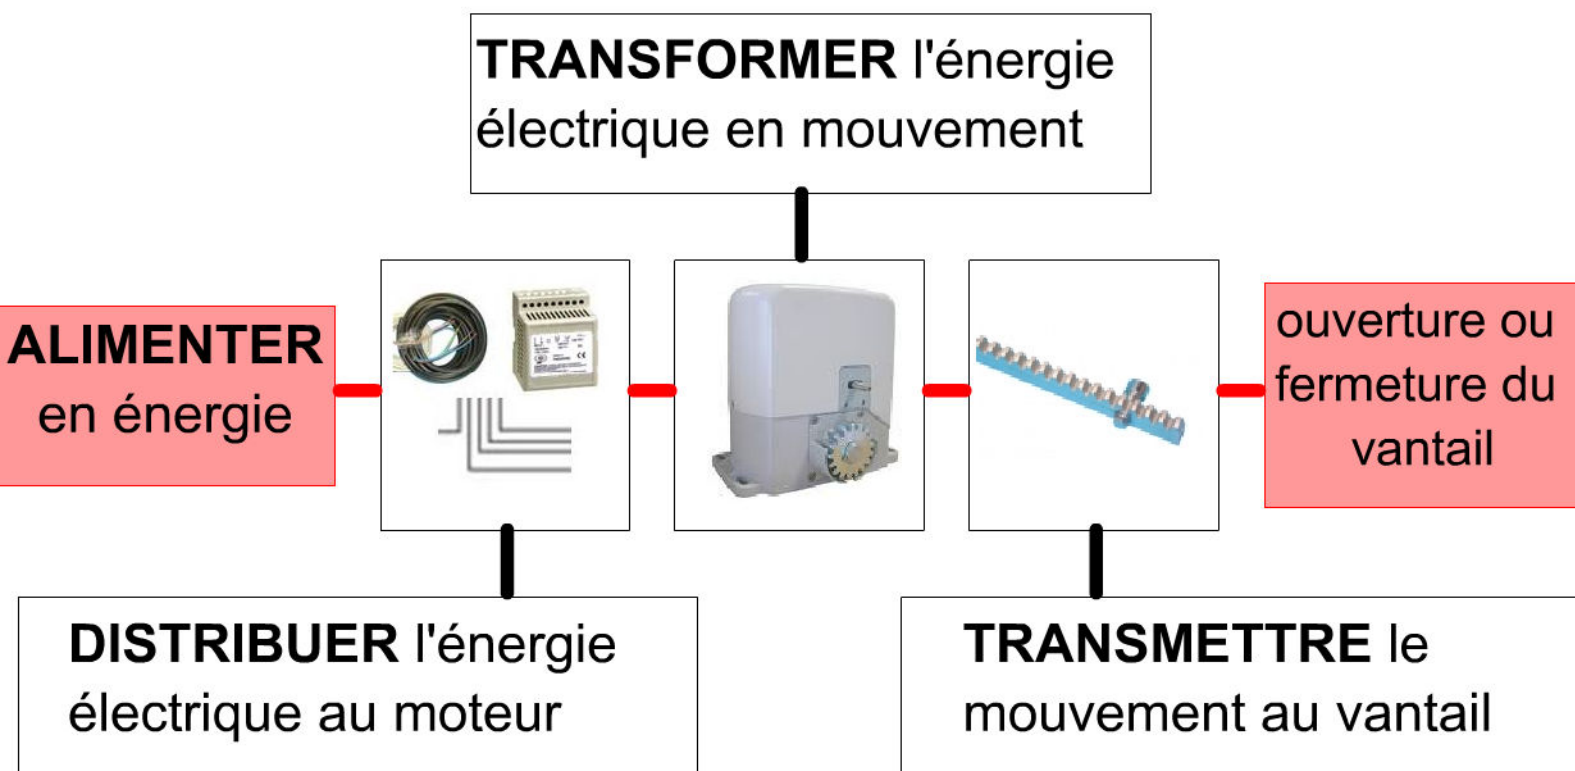 TRANSFORMER l'énergie
électrique en mouvement
ALIMENTER
en énergie
ouverture ou
fermeture du
vantail
DISTRIBUER l'énergie
électrique au moteur
TRANSMETTRE le
mouvement au vantail